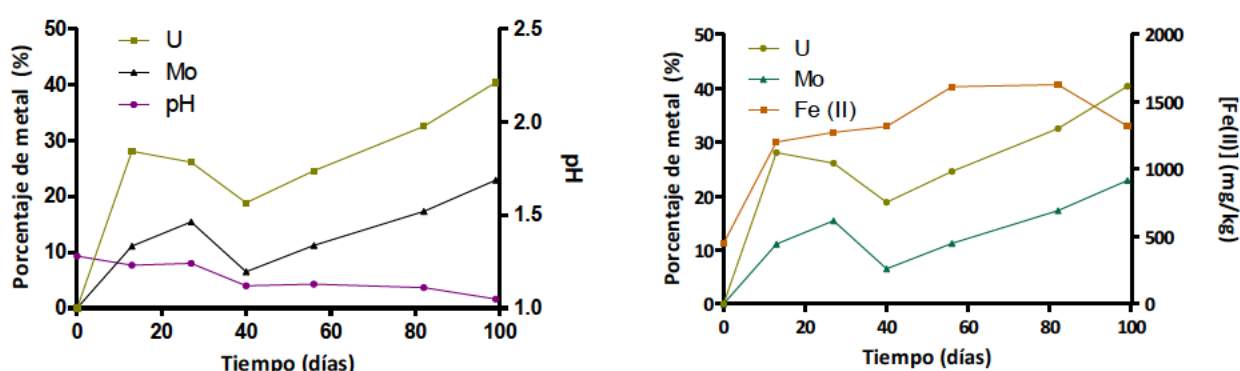 50
40
30
20
10
0
Porcentaje de metal (%)
U
Mo
pH
2.5
2.0
1.5
1.0
pH
0 20 40 60 80 100
Tiempo (días)
50
40
30
20
10
0
Porcentaje de metal (%)
U
Mo
Fe (II)
2000
1500
1000
500
0
[Fe(II)] (mg/kg)
0 20 40 60 80 100
Tiempo (días)